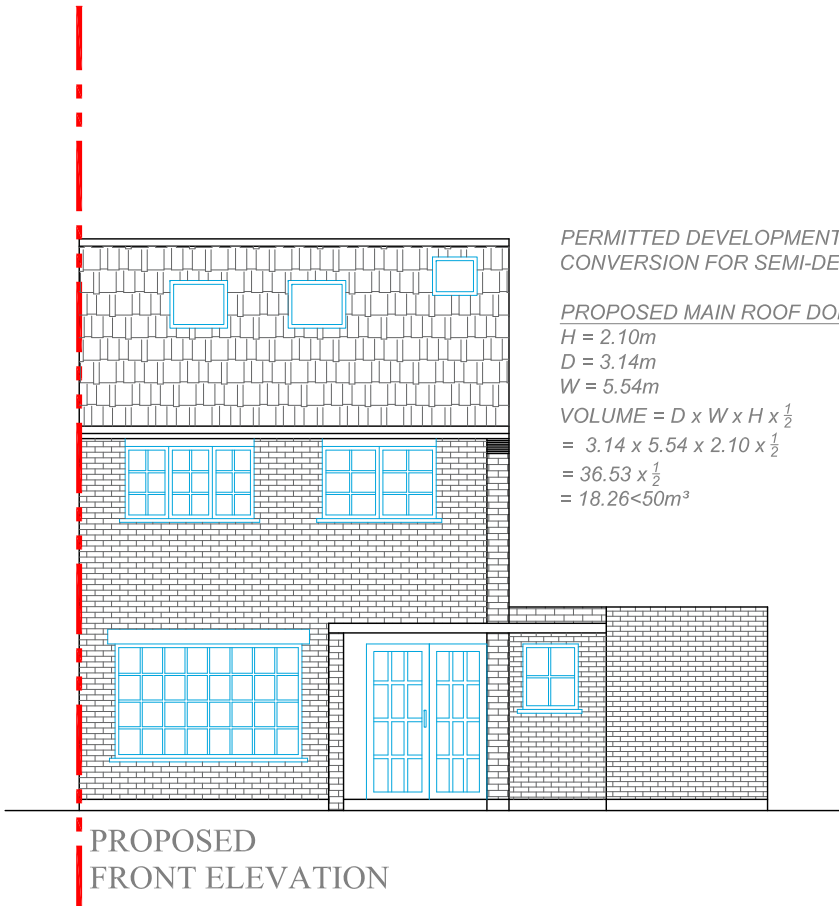 PERMITTED DEVELOPMENT
CONVERSION FOR SEMI-DE
PROPOSED MAIN ROOF DO
H = 2.10m
D = 3.14m
W = 5.54m
VOLUME = D x W x H x ½
= 3.14 x 5.54 x 2.10 x ½
= 36.53 x ½
= 18.26<50m³
PROPOSED
FRONT ELEVATION